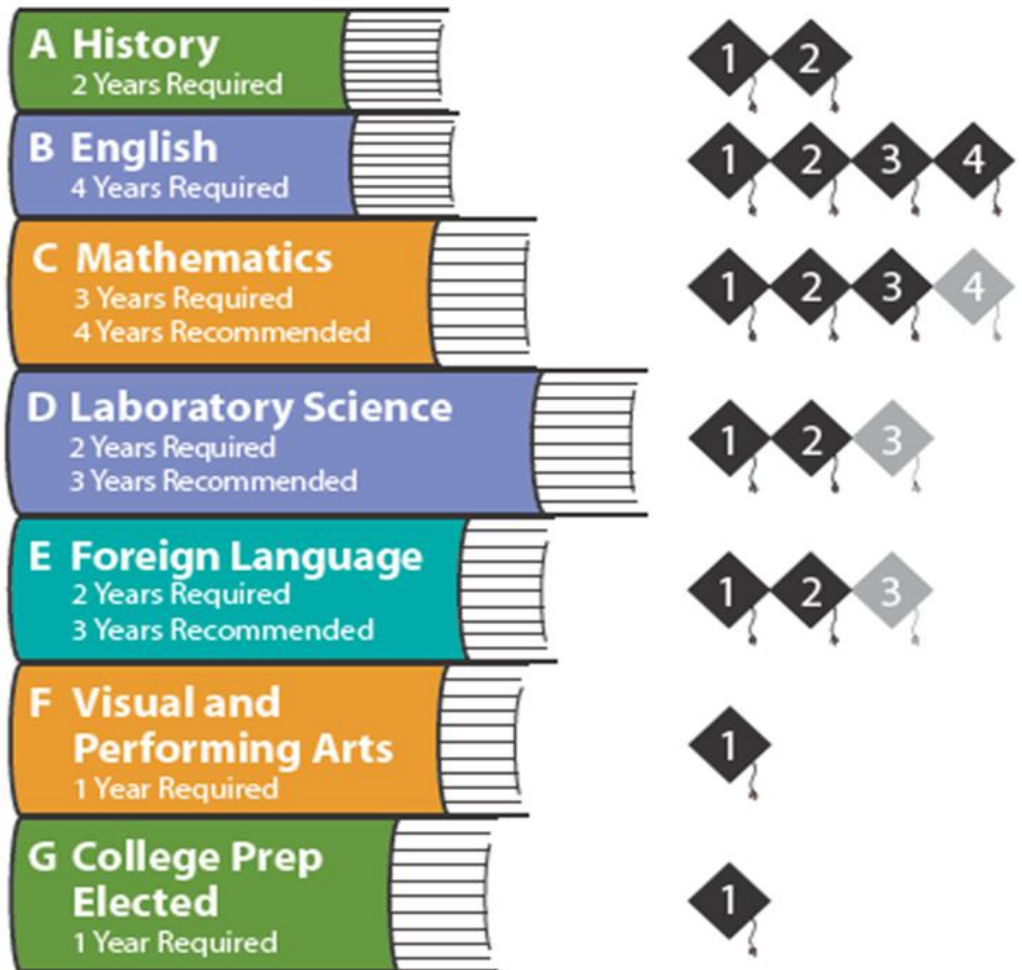 A History
2 Years Required
1 2
B English
4 Years Required
1 2 3 4
C Mathematics
3 Years Required
4 Years Recommended
1 2 3 4
D Laboratory Science
2 Years Required
3 Years Recommended
1 2 3
E Foreign Language
2 Years Required
3 Years Recommended
1 2 3
F Visual and
Performing Arts
1 Year Required
1
G College Prep
Elected
1 Year Required
1